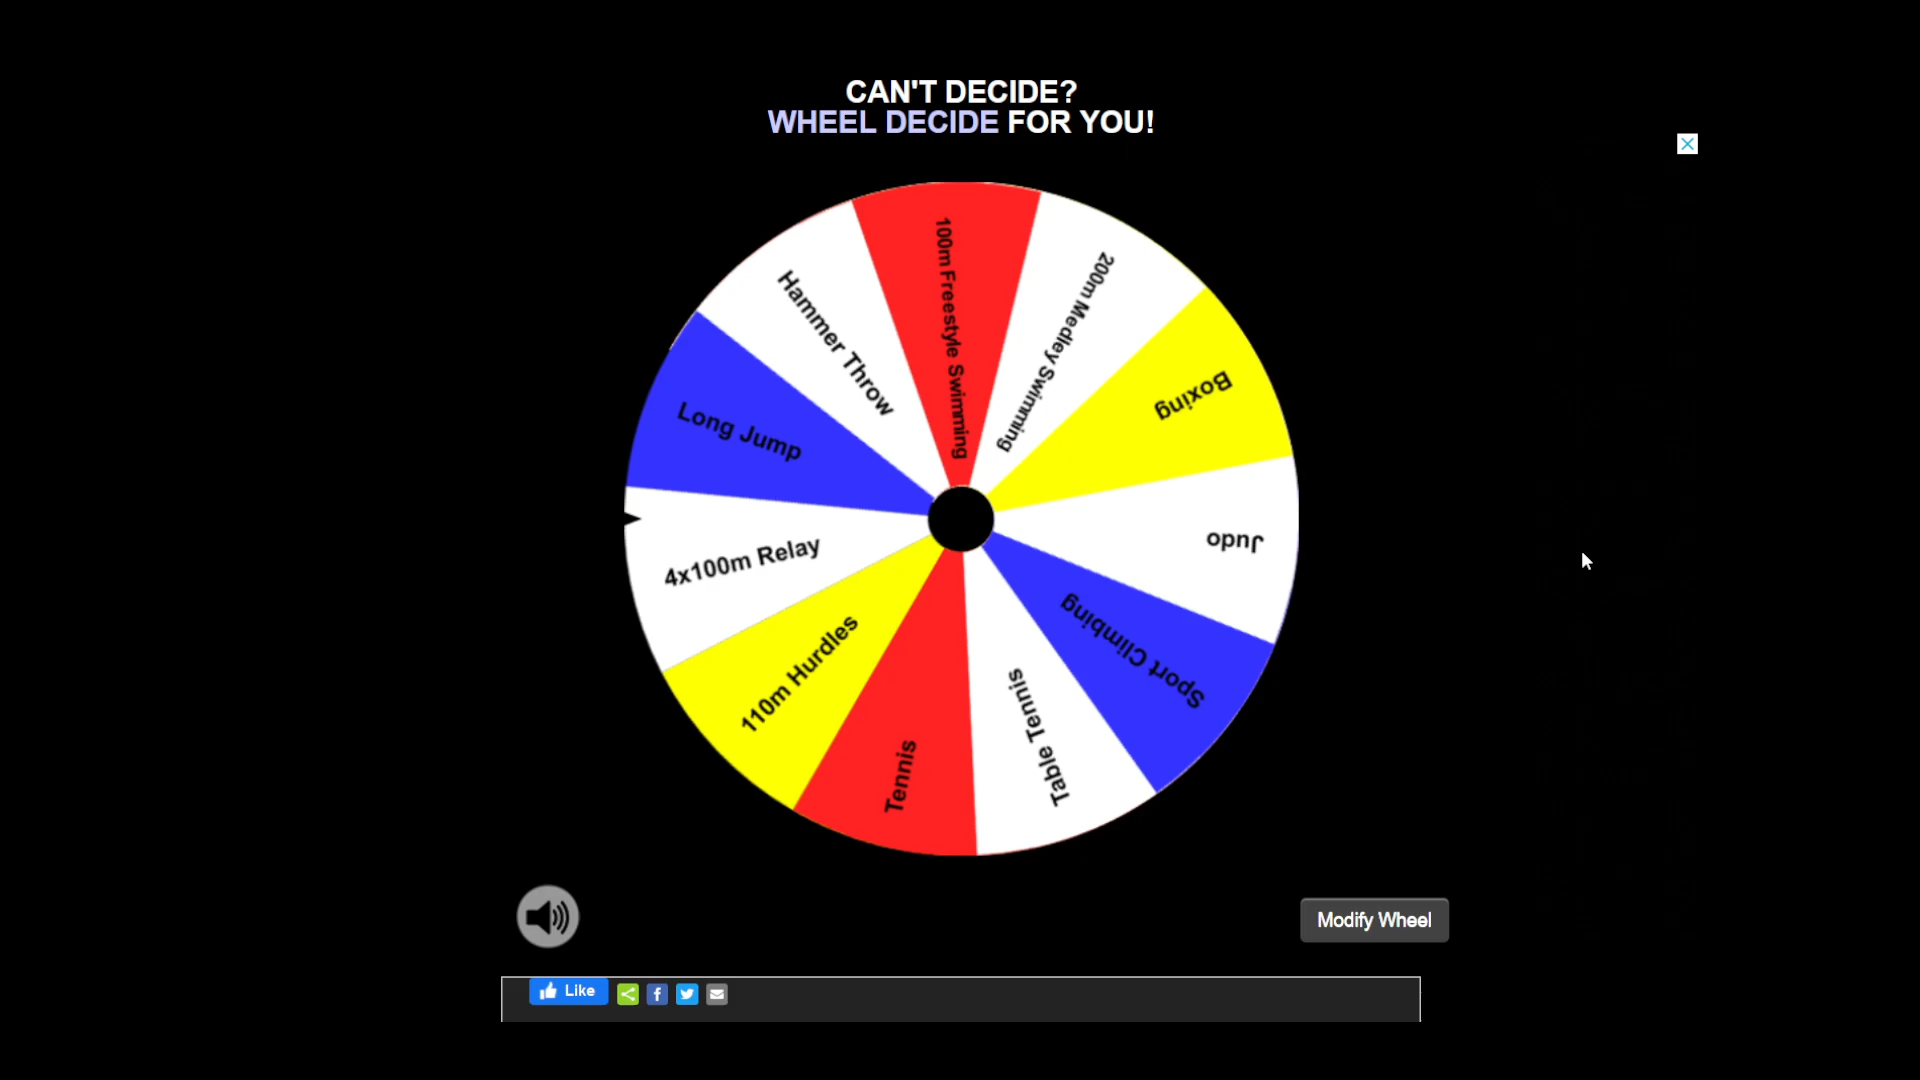 CAN'T DECIDE?
WHEEL DECIDE FOR YOU!
100m Freestyle Swimming
200m Medley Swimming
Boxing
Judo
Sport Climbing
Table Tennis
Tennis
110m Hurdles
4x100m Relay
Long Jump
Hammer Throw
Modify Wheel
Like